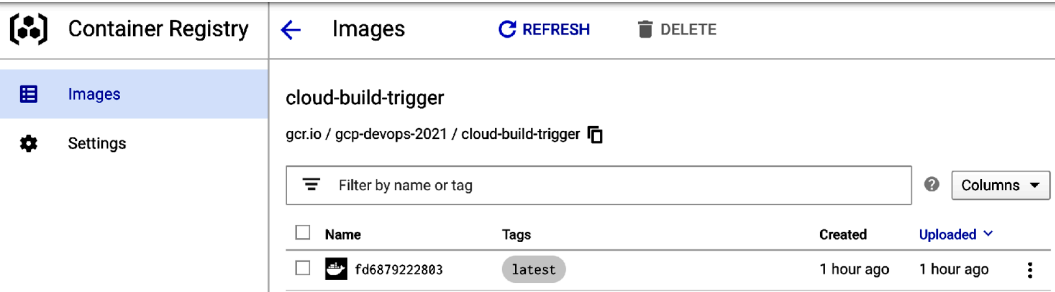 Container Registry
Images
REFRESH
DELETE
Images
Settings
cloud-build-trigger
gcr.io / gcp-devops-2021 / cloud-build-trigger
Filter by name or tag
Columns
Name Tags Created Uploaded
fd6879222803 latest 1 hour ago 1 hour ago